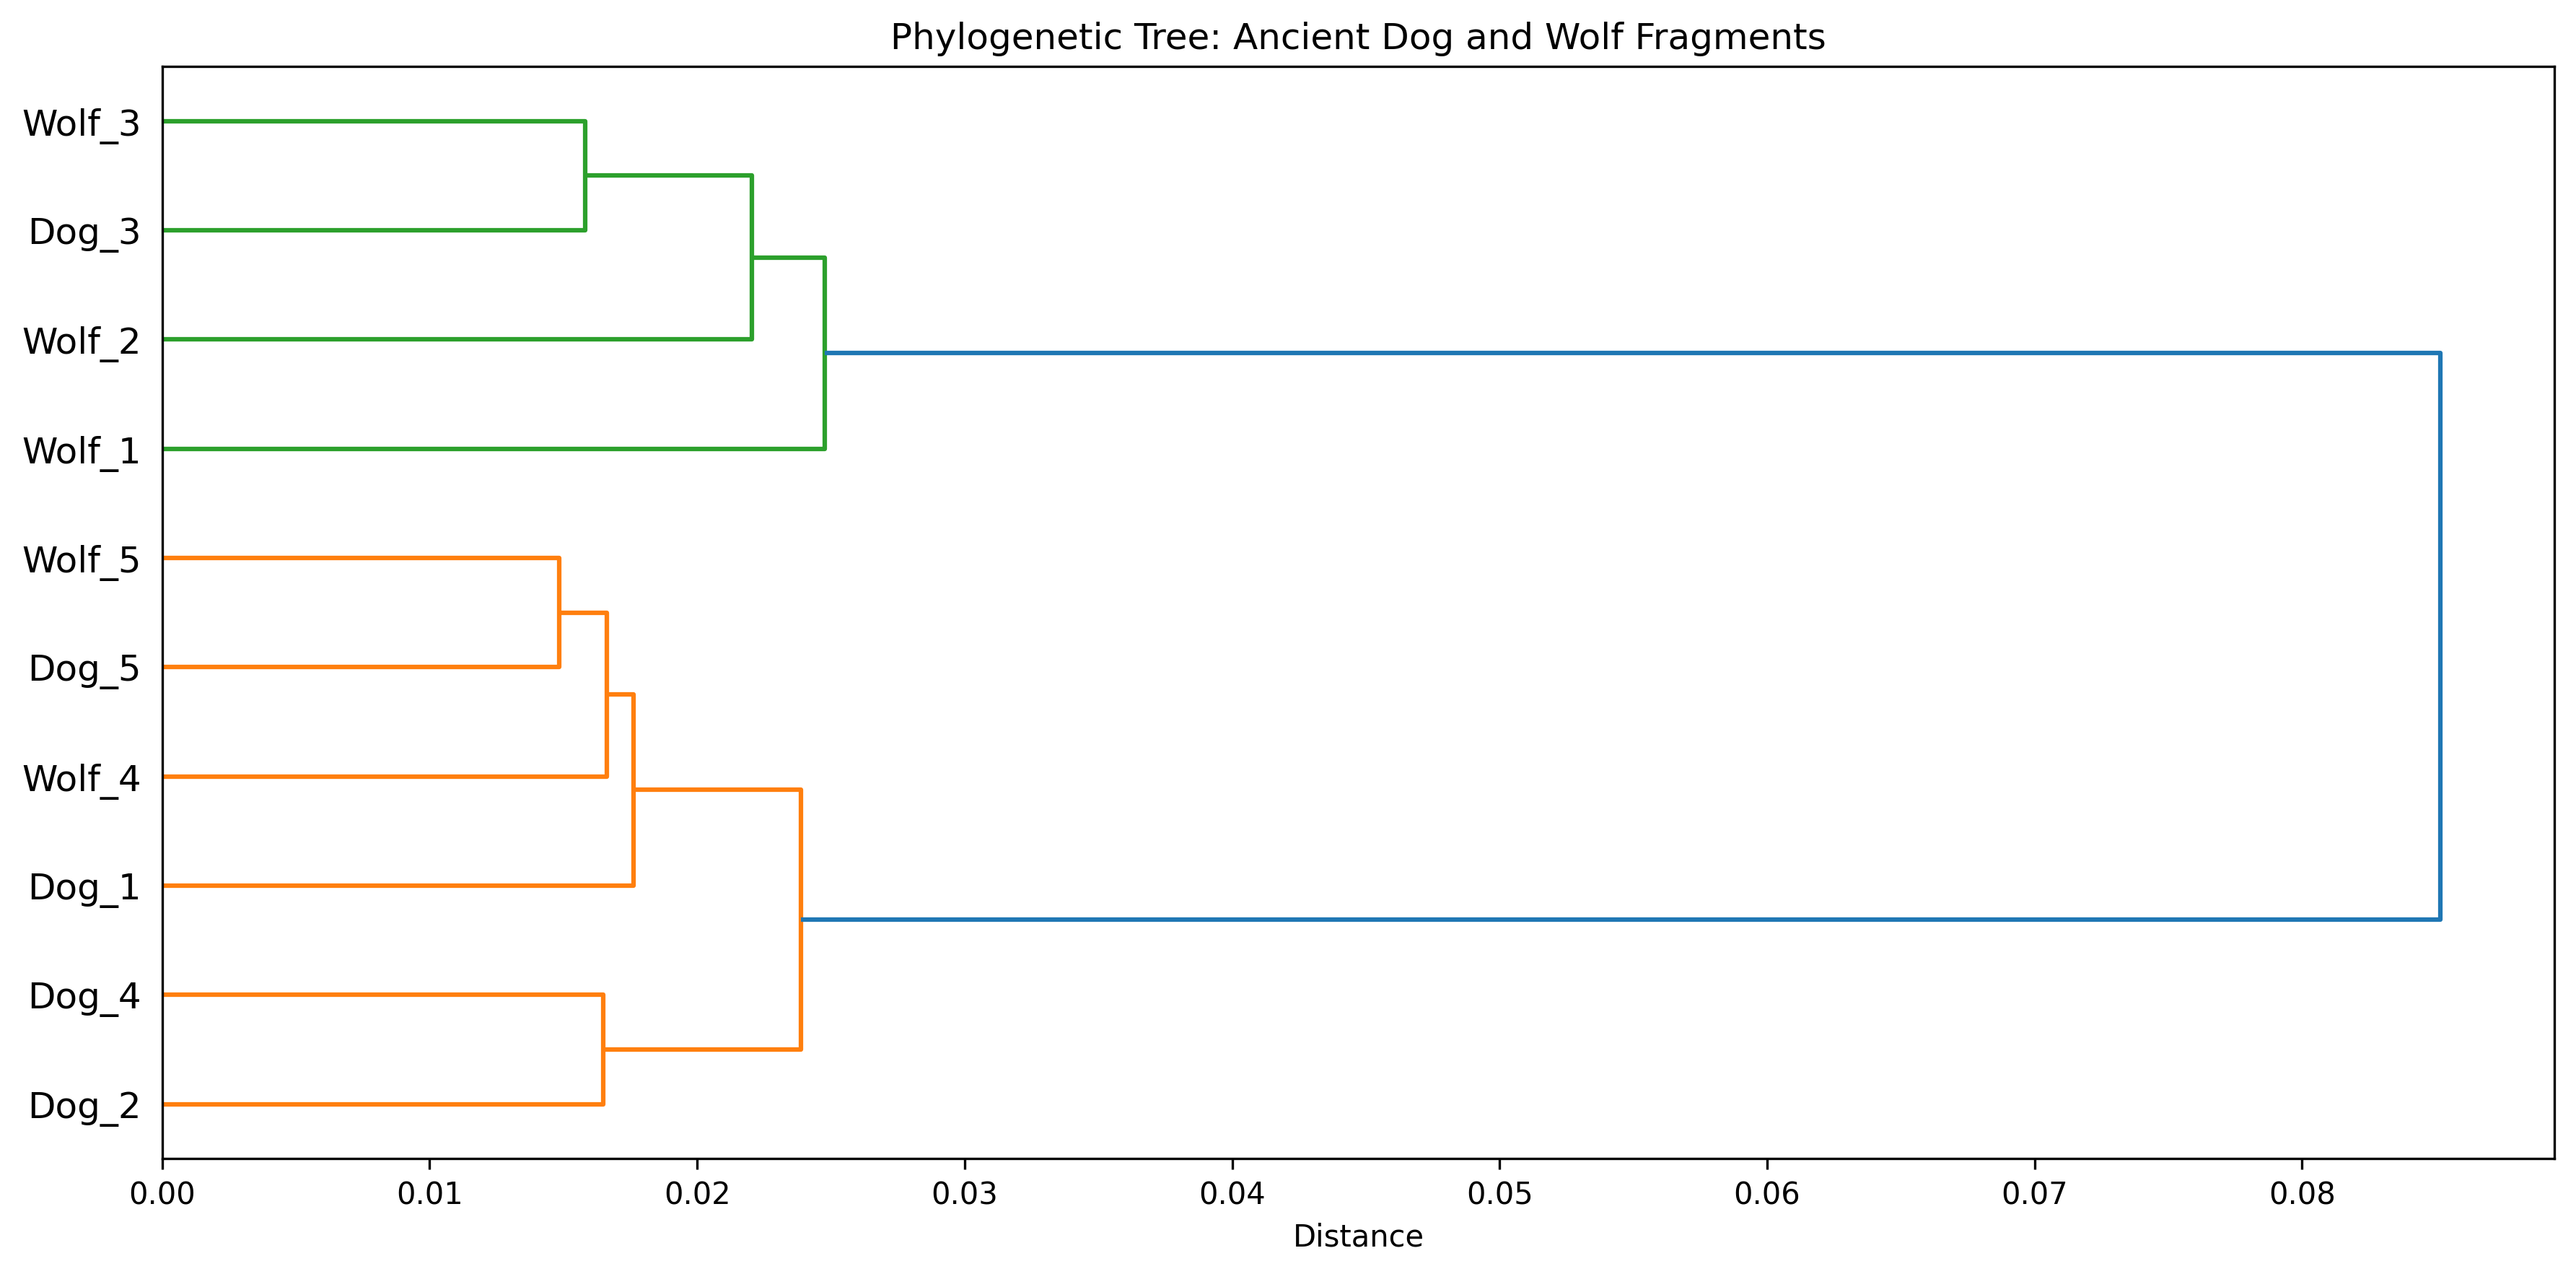 Phylogenetic Tree: Ancient Dog and Wolf Fragments
Wolf_3
Dog_3
Wolf_2
Wolf_1
Wolf_5
Dog_5
Wolf_4
Dog_1
Dog_4
Dog_2
0.00 0.01 0.02 0.03 0.04 0.05 0.06 0.07 0.08
Distance